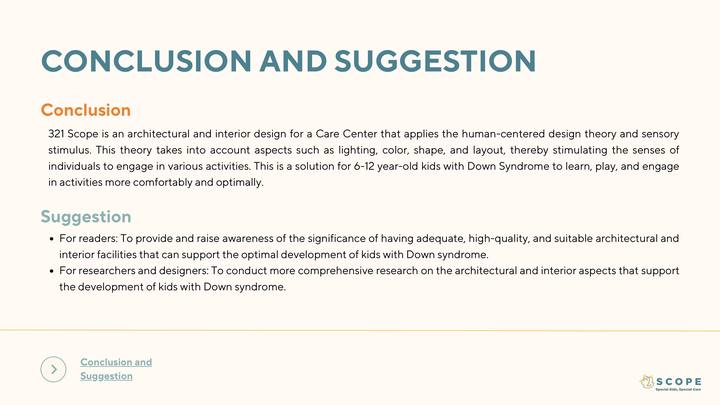 CONCLUSION AND SUGGESTION
Conclusion
321 Scope is an architectural and interior design for a Care Center that applies the human-centered design theory and sensory
stimulus. This theory takes into account aspects such as lighting, color, shape, and layout, thereby stimulating the senses of
individuals to engage in various activities. This is a solution for 6-12 year-old kids with Down Syndrome to learn, play, and engage
in activities more comfortably and optimally.
Suggestion
• For readers: To provide and raise awareness of the significance of having adequate, high-quality, and suitable architectural and
interior facilities that can support the optimal development of kids with Down syndrome.
• For researchers and designers: To conduct more comprehensive research on the architectural and interior aspects that support
the development of kids with Down syndrome.
Conclusion and
Suggestion
SCOPE
Special Kids, Special Care